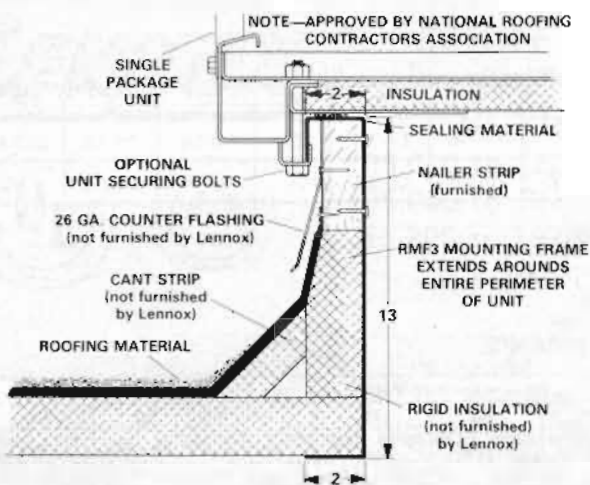 NOTE—APPROVED BY NATIONAL ROOFING
CONTRACTORS ASSOCIATION
SINGLE
PACKAGE
UNIT
2
INSULATION
SEALING MATERIAL
OPTIONAL
UNIT SECURING BOLTS
NAILER STRIP
(furnished)
26 GA. COUNTER FLASHING
(not furnished by Lennox)
RMF3 MOUNTING FRAME
EXTENDS AROUNDS
ENTIRE PERIMETER
OF UNIT
CANT STRIP
(not furnished
by Lennox)
13
ROOFING MATERIAL
RIGID INSULATION
(not furnished)
by Lennox)
2